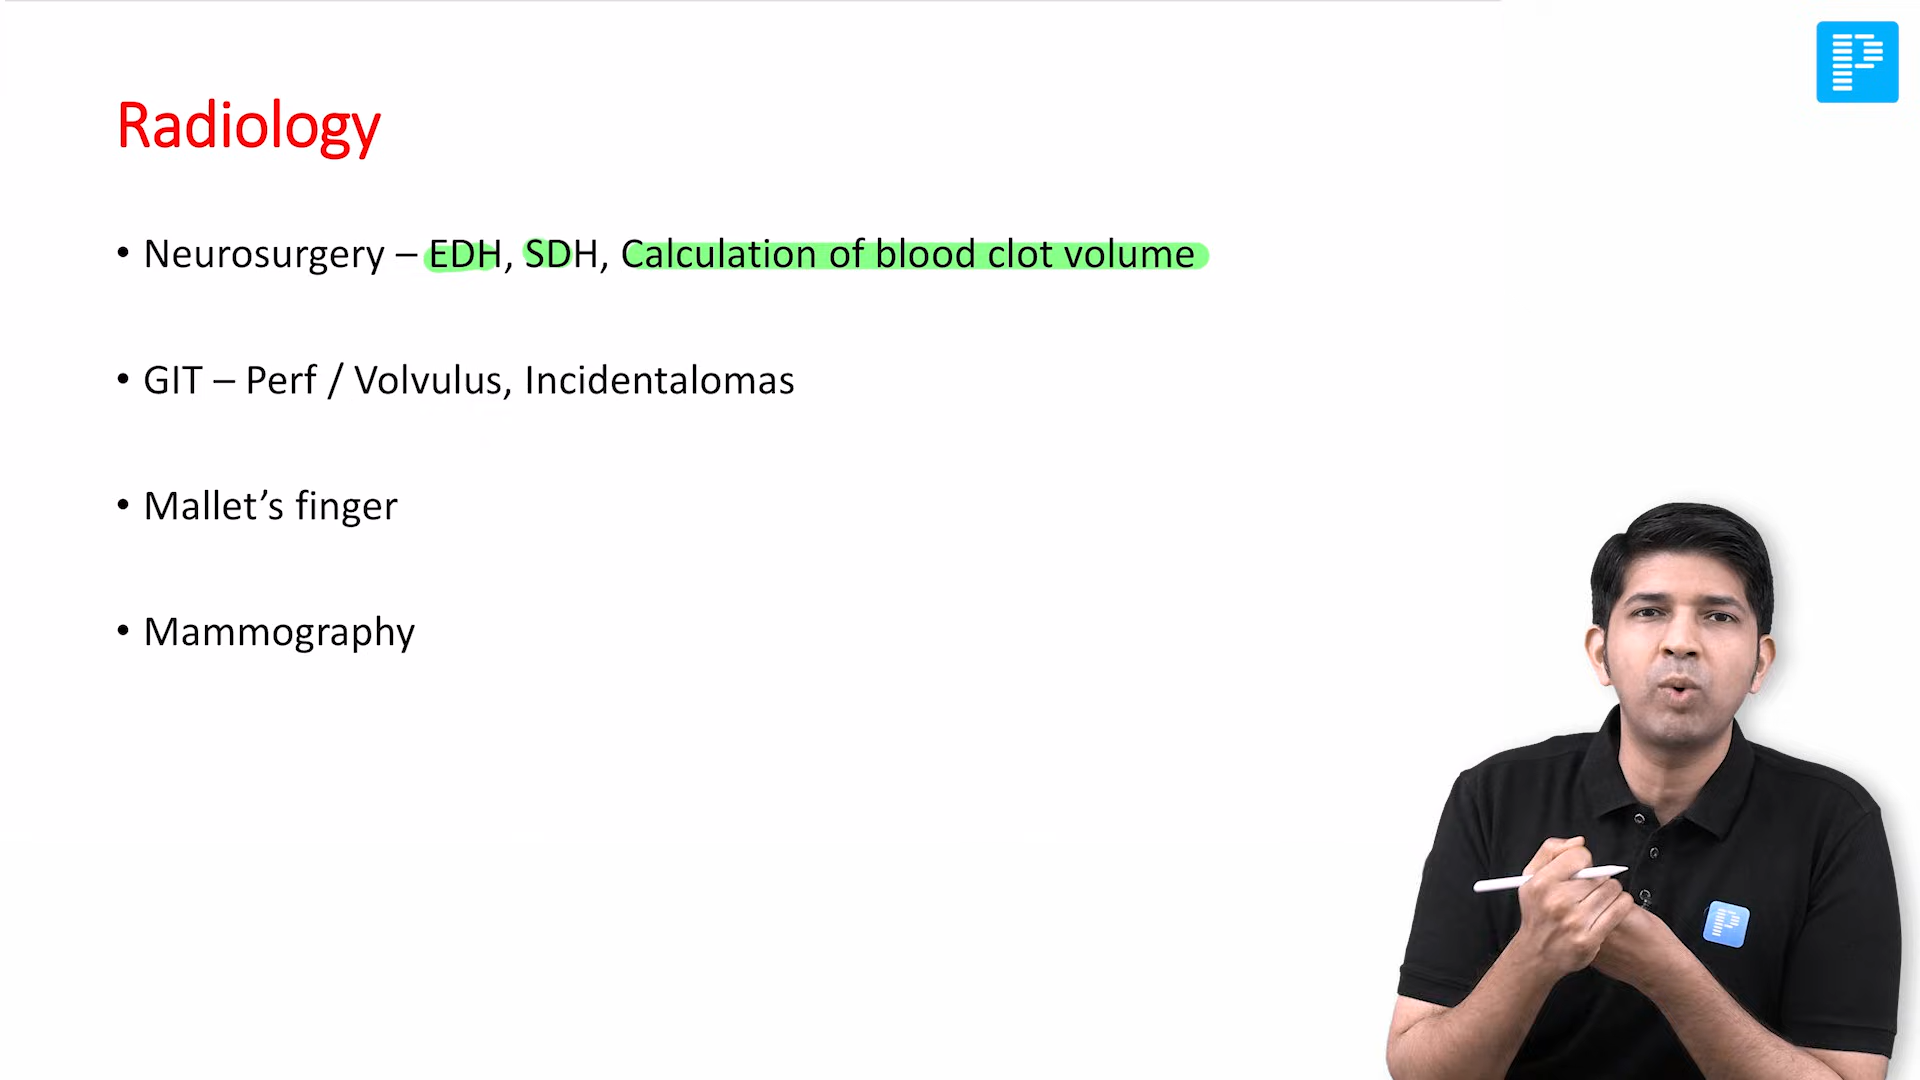 Radiology
• Neurosurgery – EDH, SDH, Calculation of blood clot volume
• GIT – Perf / Volvulus, Incidentalomas
• Mallet’s finger
• Mammography